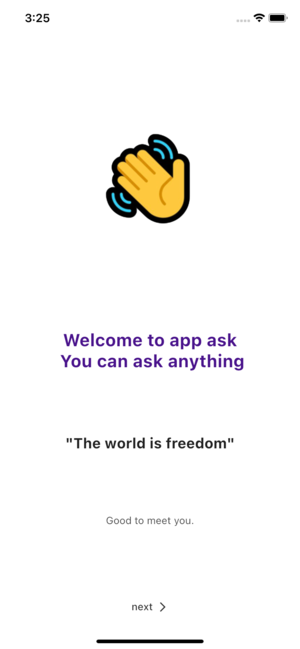 3:25
Welcome to app ask
You can ask anything
"The world is freedom"
Good to meet you.
next